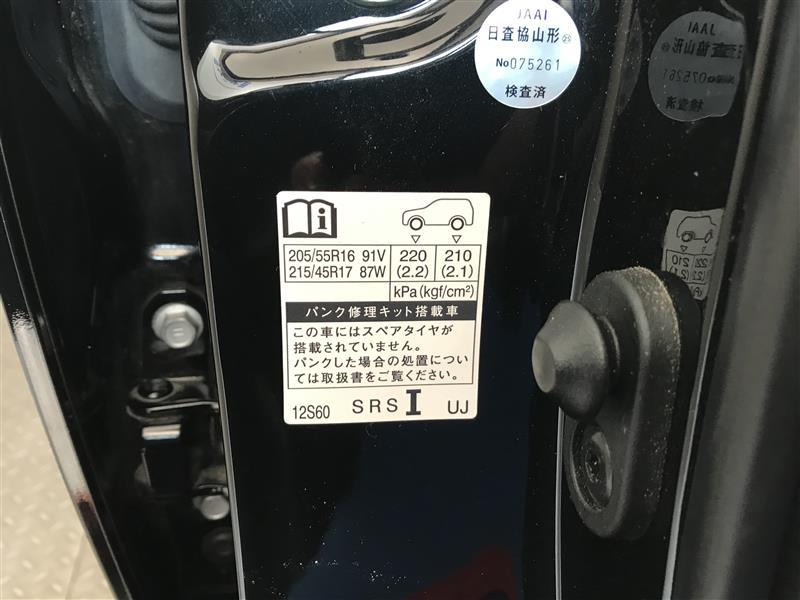 JAAI
日査協山形㉕
No075261
検査済
205/55R16 91V 220 210
215/45R17 87W (2.2) (2.1)
kPa(kgf/cm²)
パンク修理キット搭載車
この車にはスペアタイヤが
搭載されていません。
パンクした場合の処置につい
ては取扱書をご覧ください。
12S60 SRS I UJ